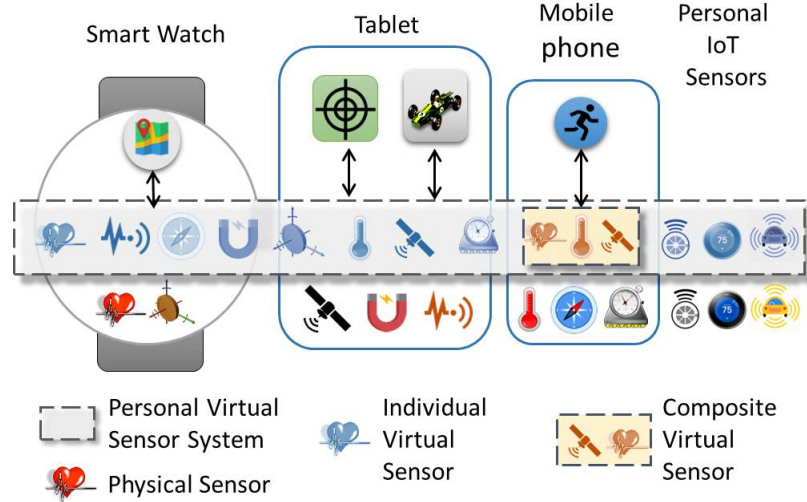 Smart Watch
Tablet
Mobile
phone
Personal
IoT
Sensors
75
75
Personal Virtual
Sensor System
Physical Sensor
Individual
Virtual
Sensor
Composite
Virtual
Sensor